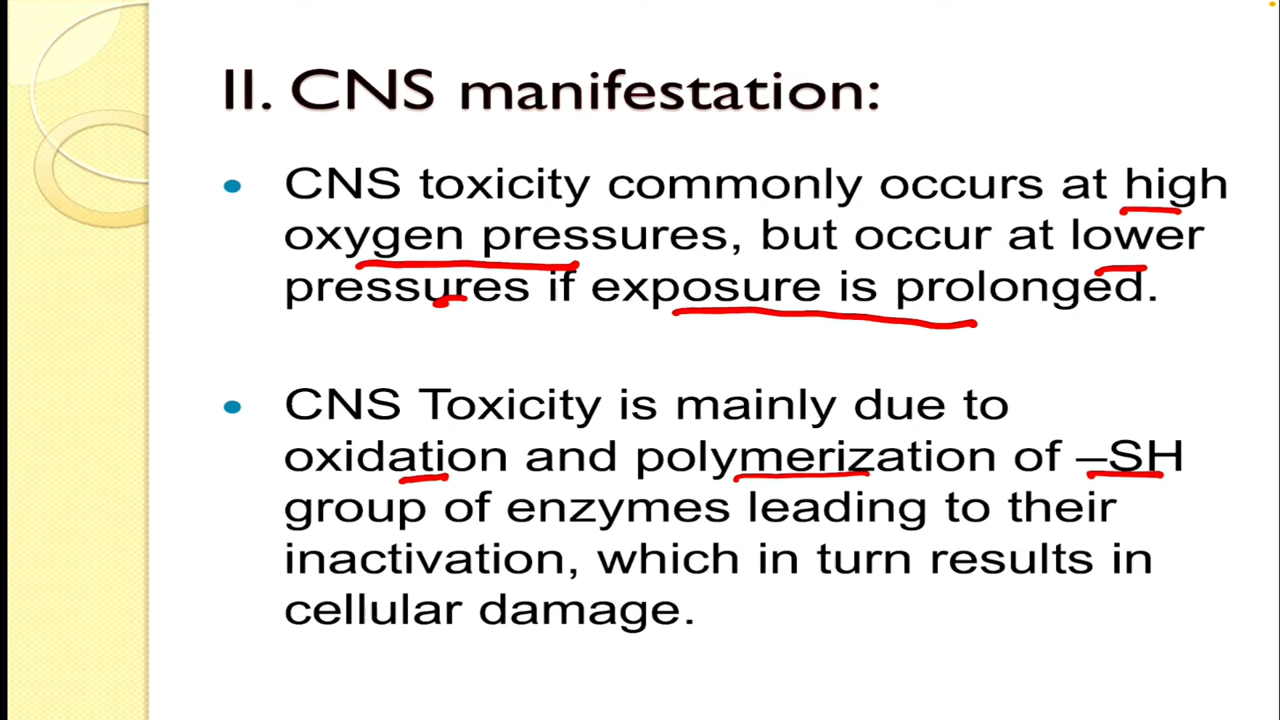 II. CNS manifestation:
• CNS toxicity commonly occurs at high
oxygen pressures, but occur at lower
pressures if exposure is prolonged.
• CNS Toxicity is mainly due to
oxidation and polymerization of –SH
group of enzymes leading to their
inactivation, which in turn results in
cellular damage.